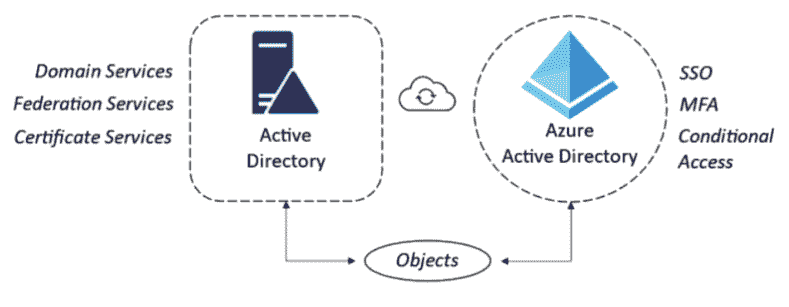 Domain Services
Federation Services
Certificate Services
Active
Directory
Azure
Active Directory
SSO
MFA
Conditional
Access
Objects